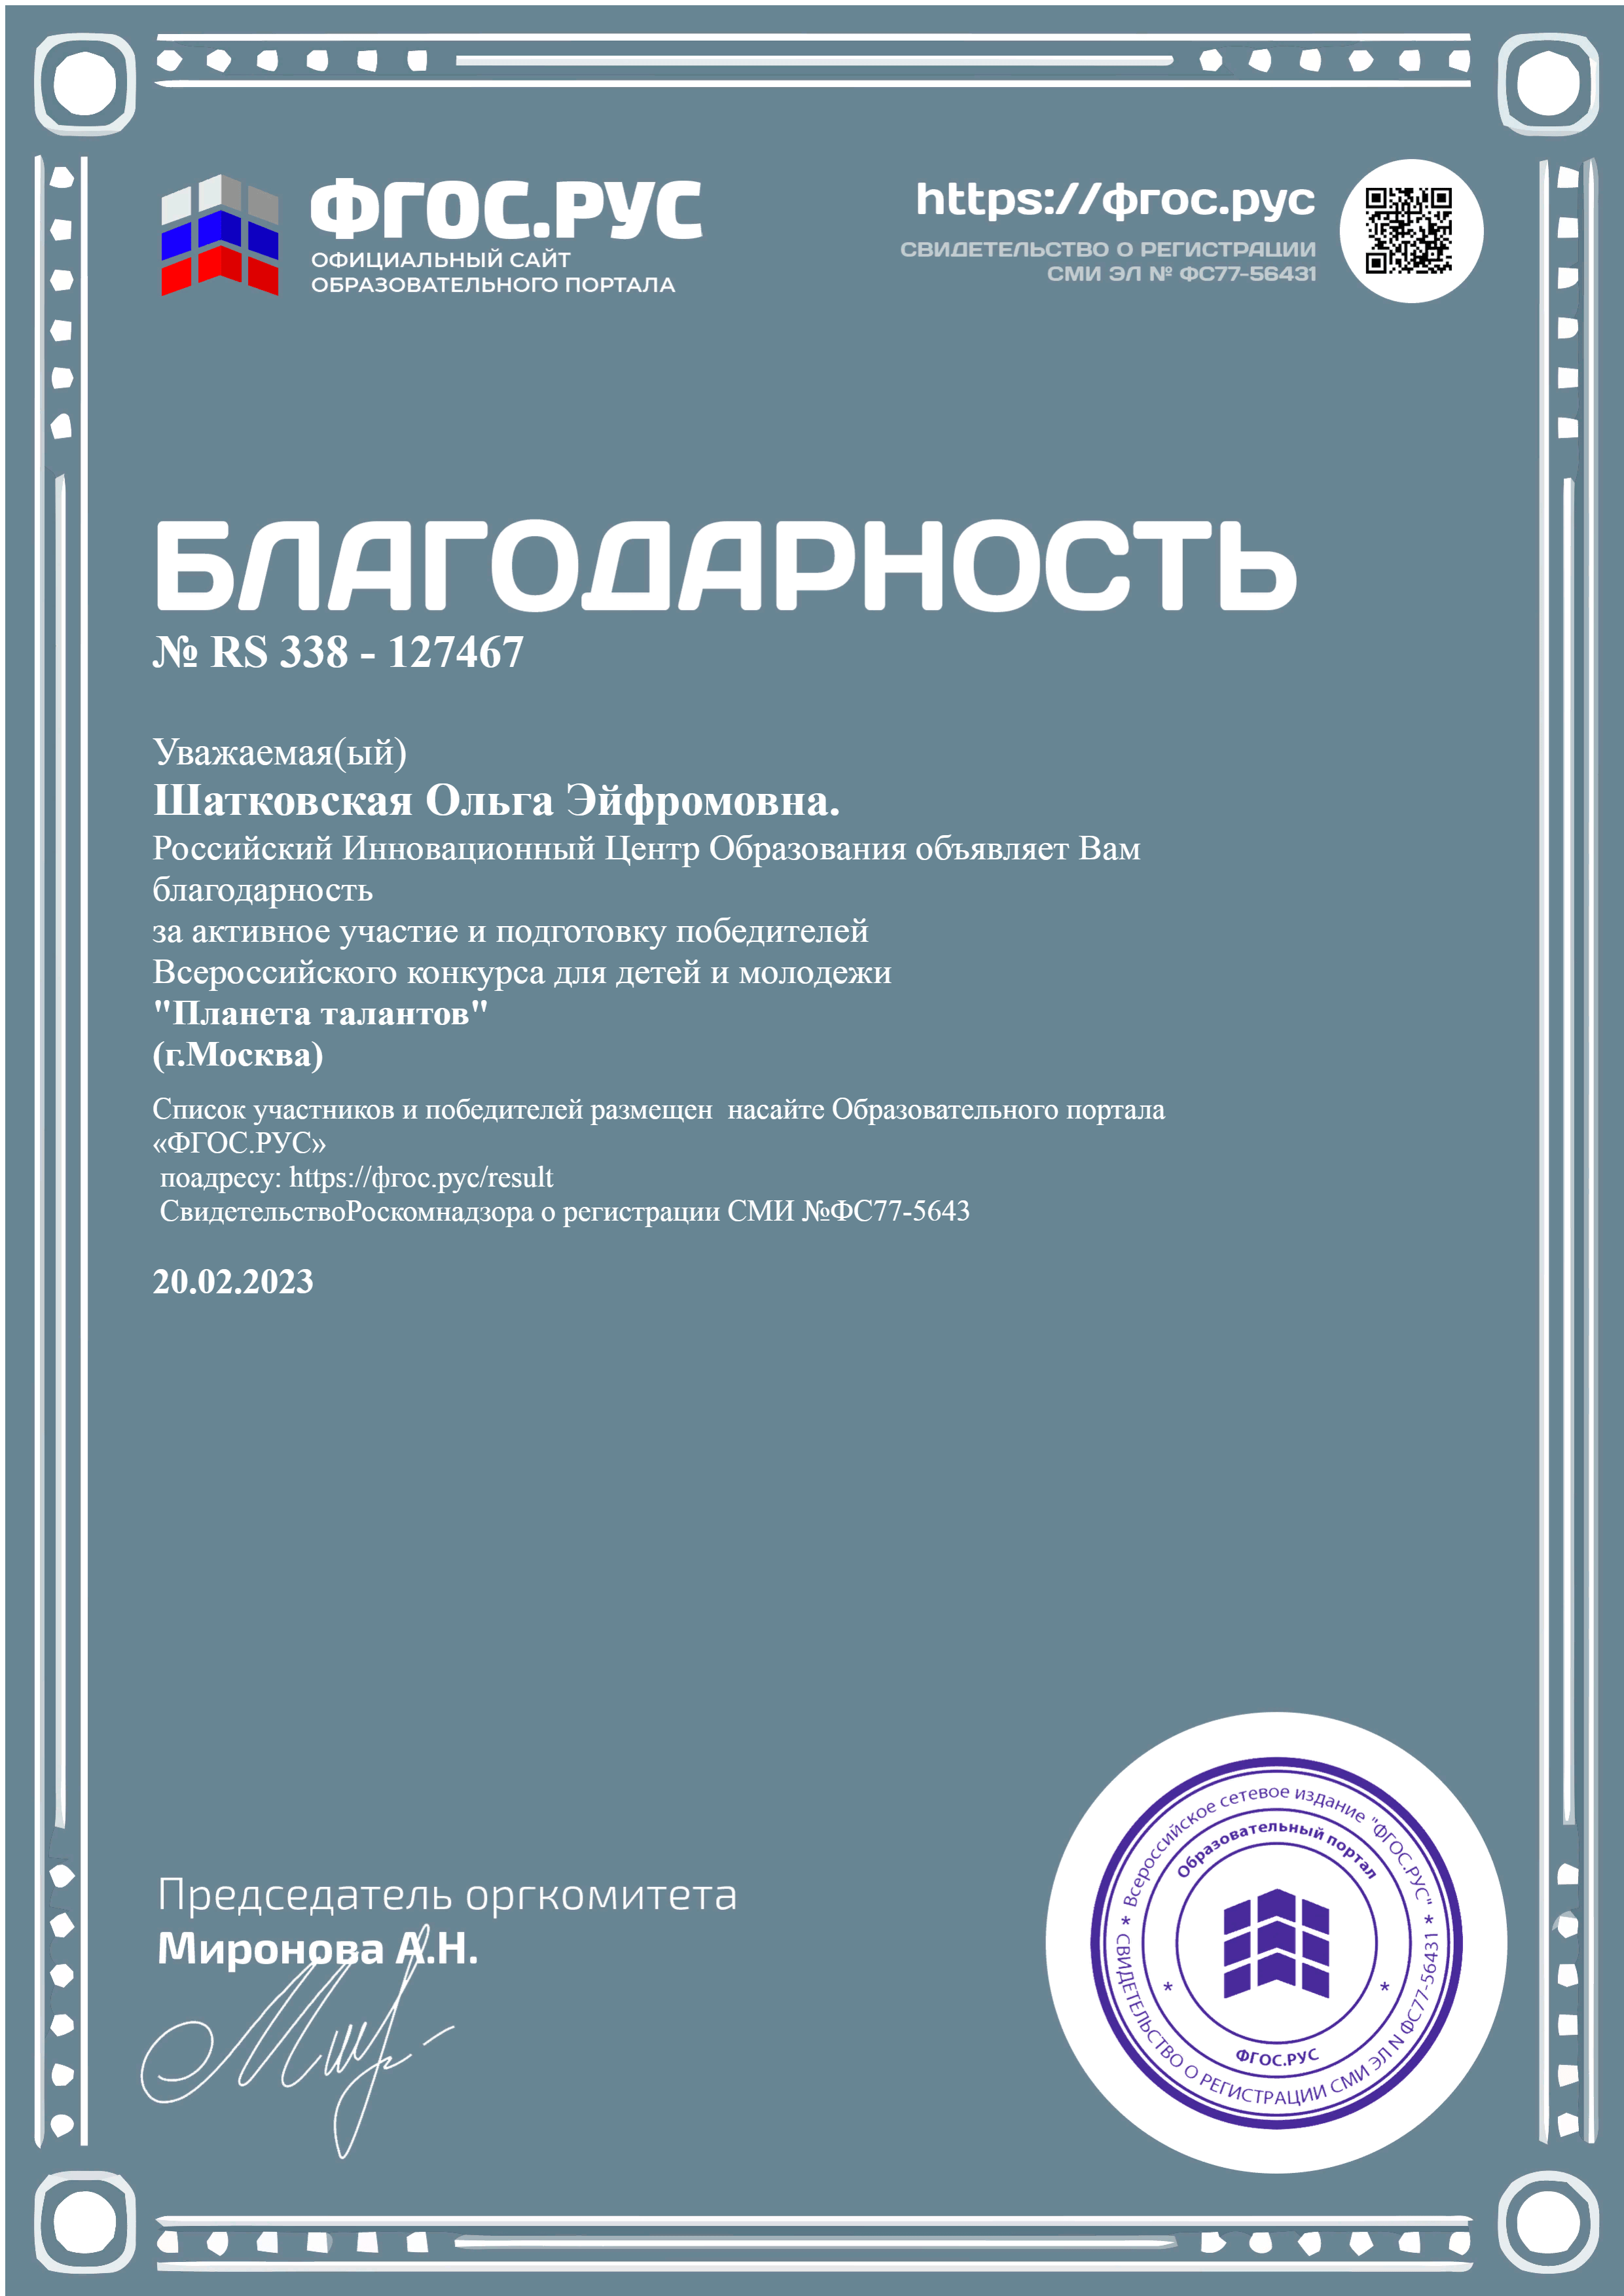 ФГОС.РУС
ОФИЦИАЛЬНЫЙ САЙТ
ОБРАЗОВАТЕЛЬНОГО ПОРТАЛА
https://фгос.рус
СВИДЕТЕЛЬСТВО О РЕГИСТРАЦИИ
СМИ ЭЛ № ФС77-56431
БЛАГОДАРНОСТЬ
№ RS 338 - 127467
Уважаемая(ый)
Шатковская Ольга Эйфромовна.
Российский Инновационный Центр Образования объявляет Вам
благодарность
за активное участие и подготовку победителей
Всероссийского конкурса для детей и молодежи
"Планета талантов"
(г.Москва)
Список участников и победителей размещен  насайте Образовательного портала
«ФГОС.РУС»
поадресу: https://фгос.рус/result
СвидетельствоРоскомнадзора о регистрации СМИ №ФС77-5643
20.02.2023
Председатель оргкомитета
Миронова А.Н.
* Всероссийское сетевое издание "ФГОС.РУС" *
СВИДЕТЕЛЬСТВО О РЕГИСТРАЦИИ СМИ ЭЛ N ФС77-56431
Образовательный портал
* ФГОС.РУС *